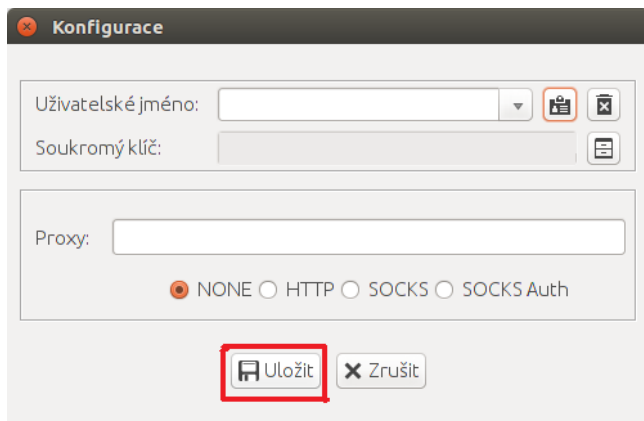 Konfigurace
Uživatelské jméno:
Soukromý klíč:
Proxy:
NONE HTTP SOCKS SOCKS Auth
Uložit Zrušit